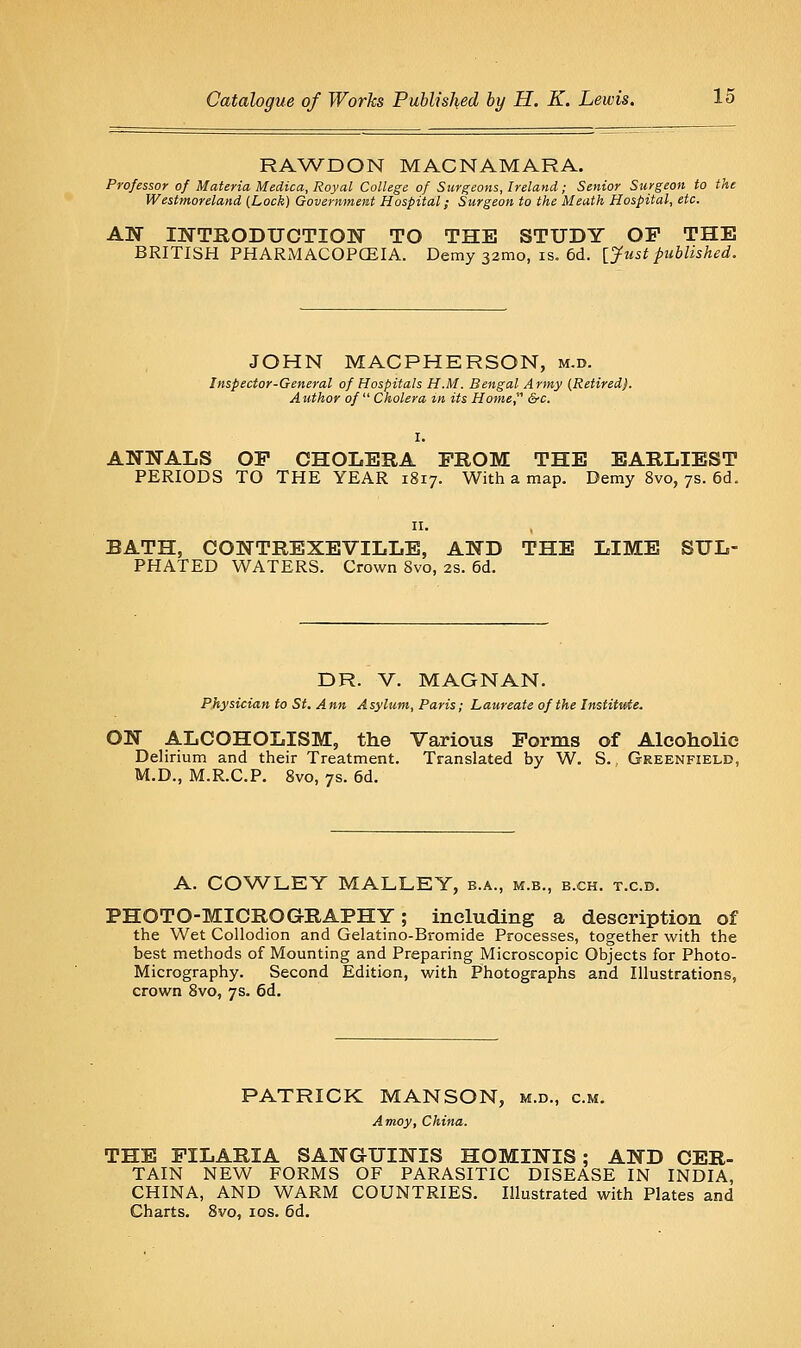 Catalogue of Works Published by H. K. Lewis. 15
RAWDON MACNAMARA.
Professor of Materia Medica, Royal College of Surgeons, Ireland; Senior Surgeon to the
Westmoreland (Lock) Government Hospital; Surgeon to the Meath Hospital, etc.
AN INTRODUCTION TO THE STUDY OF THE
BRITISH PHARMACOPŒIA. Demy 32mo, 1s. 6d. [Just published.
JOHN MACPHERSON, M.D.
Inspector-General of Hospitals H.M. Bengal Army (Retired).
Author of "Cholera in its Home," &c.
I.
ANNALS OF CHOLERA FROM THE EARLIEST
PERIODS TO THE YEAR 1817. With a map. Demy 8vo, 7s. 6d.
II.
BATH, CONTREXEVILLE, AND THE LIME SUL-
PHATED WATERS. Crown 8vo, 2s. 6d.
DR. V. MAGNAN.
Physician to St. Ann Asylum, Paris; Laureate of the Institute.
ON ALCOHOLISM, the Various Forms of Alcoholic
Delirium and their Treatment. Translated by W. S. GREENFIELD,
M.D., M.R.C.P. 8vo, 7s. 6d.
A. COWLEY MALLEY, B.A., M.B., B.CH. T.C.D.
PHOTO-MICROGRAPHY; including a description of
the Wet Collodion and Gelatino-Bromide Processes, together with the
best methods of Mounting and Preparing Microscopic Objects for Photo-
Micrography. Second Edition, with Photographs and Illustrations,
crown 8vo, 7s. 6d.
PATRICK MANSON, M.D., C.M.
Amoy, China.
THE FILARIA SANGUINIS HOMINIS; AND CER-
TAIN NEW FORMS OF PARASITIC DISEASE IN INDIA,
CHINA, AND WARM COUNTRIES. Illustrated with Plates and
Charts. 8vo, 10s. 6d.